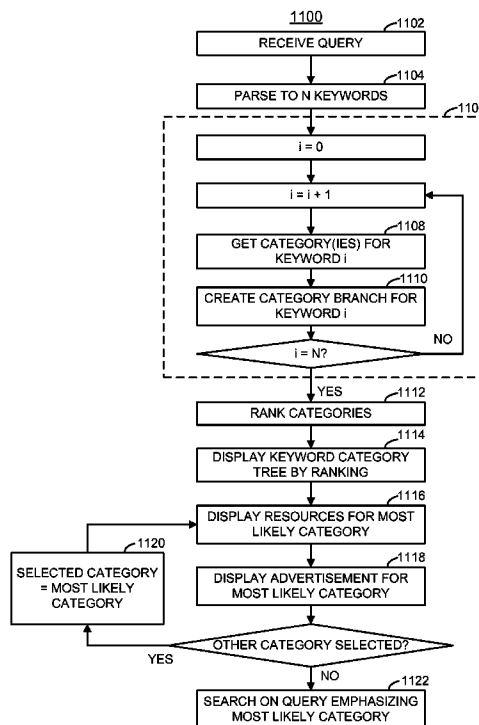 1100
1102
RECEIVE QUERY
1104
PARSE TO N KEYWORDS
110
i = 0
i = i + 1
1108
GET CATEGORY(IES) FOR
KEYWORD i
1110
CREATE CATEGORY BRANCH FOR
KEYWORD i
NO
i = N?
YES
1112
RANK CATEGORIES
1114
DISPLAY KEYWORD CATEGORY
TREE BY RANKING
1116
DISPLAY RESOURCES FOR MOST
LIKELY CATEGORY
1120
SELECTED CATEGORY
= MOST LIKELY
CATEGORY
1118
DISPLAY ADVERTISEMENT FOR
MOST LIKELY CATEGORY
OTHER CATEGORY SELECTED?
YES
NO
1122
SEARCH ON QUERY EMPHASIZING
MOST LIKELY CATEGORY